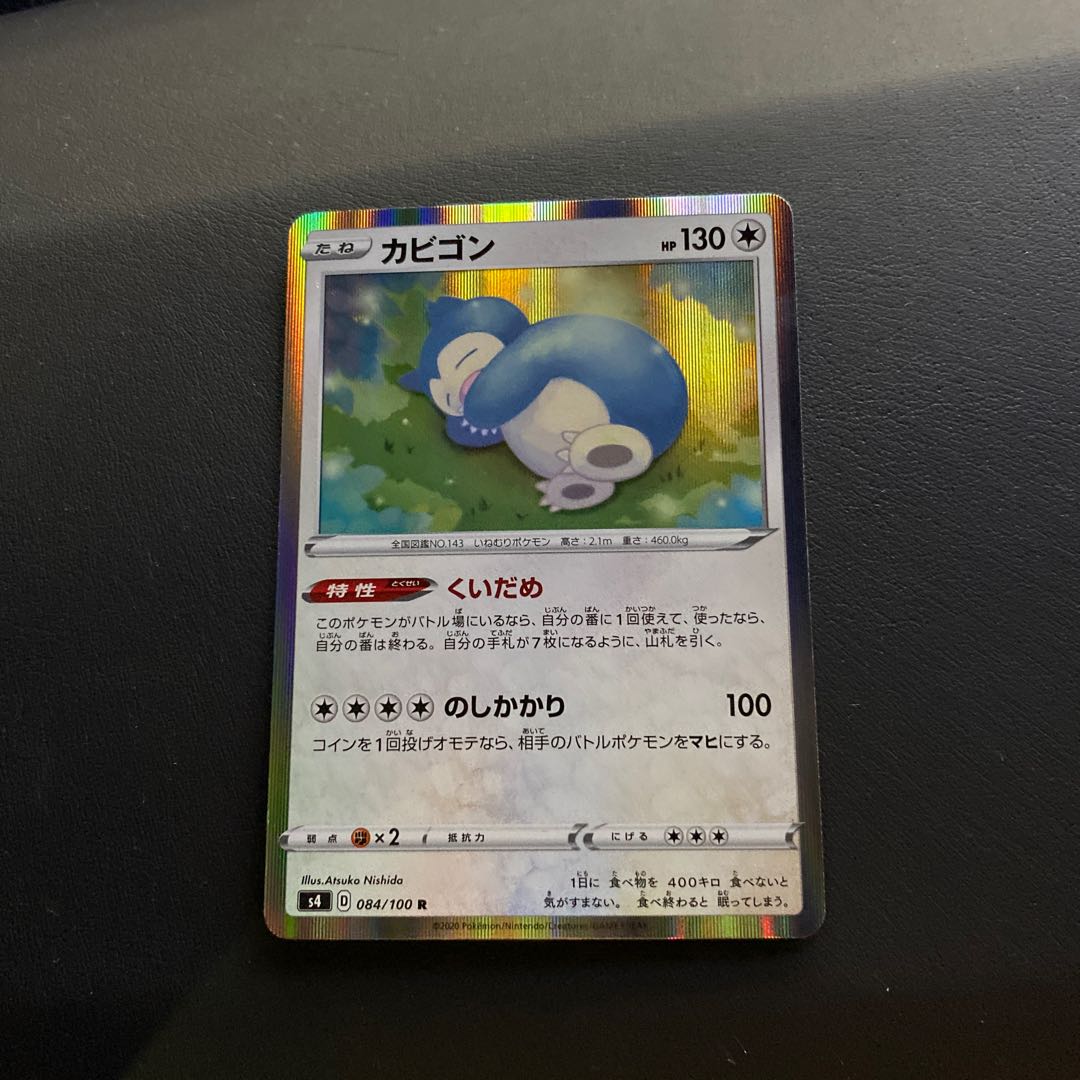 たね カビゴン HP 130
全国図鑑NO.143 いねむりポケモン 高さ:2.1m 重さ:460.0kg
特性 とくせい くいだめ
このポケモンがバトル場にいるなら、自分の番に1回使えて、使ったなら、
自分の番は終わる。自分の手札が7枚になるように、山札を引く。
のしかかり 100
コインを1回投げオモテなら、相手のバトルポケモンをマヒにする。
弱点 ×2 抵抗力 にげる
Illus.Atsuko Nishida
1日に 食べ物を 400キロ 食べないと
気がすまない。 食べ終わると 眠ってしまう。
s4 D 084/100 R
©2020 Pokémon/Nintendo/Creatures/GAME FREAK